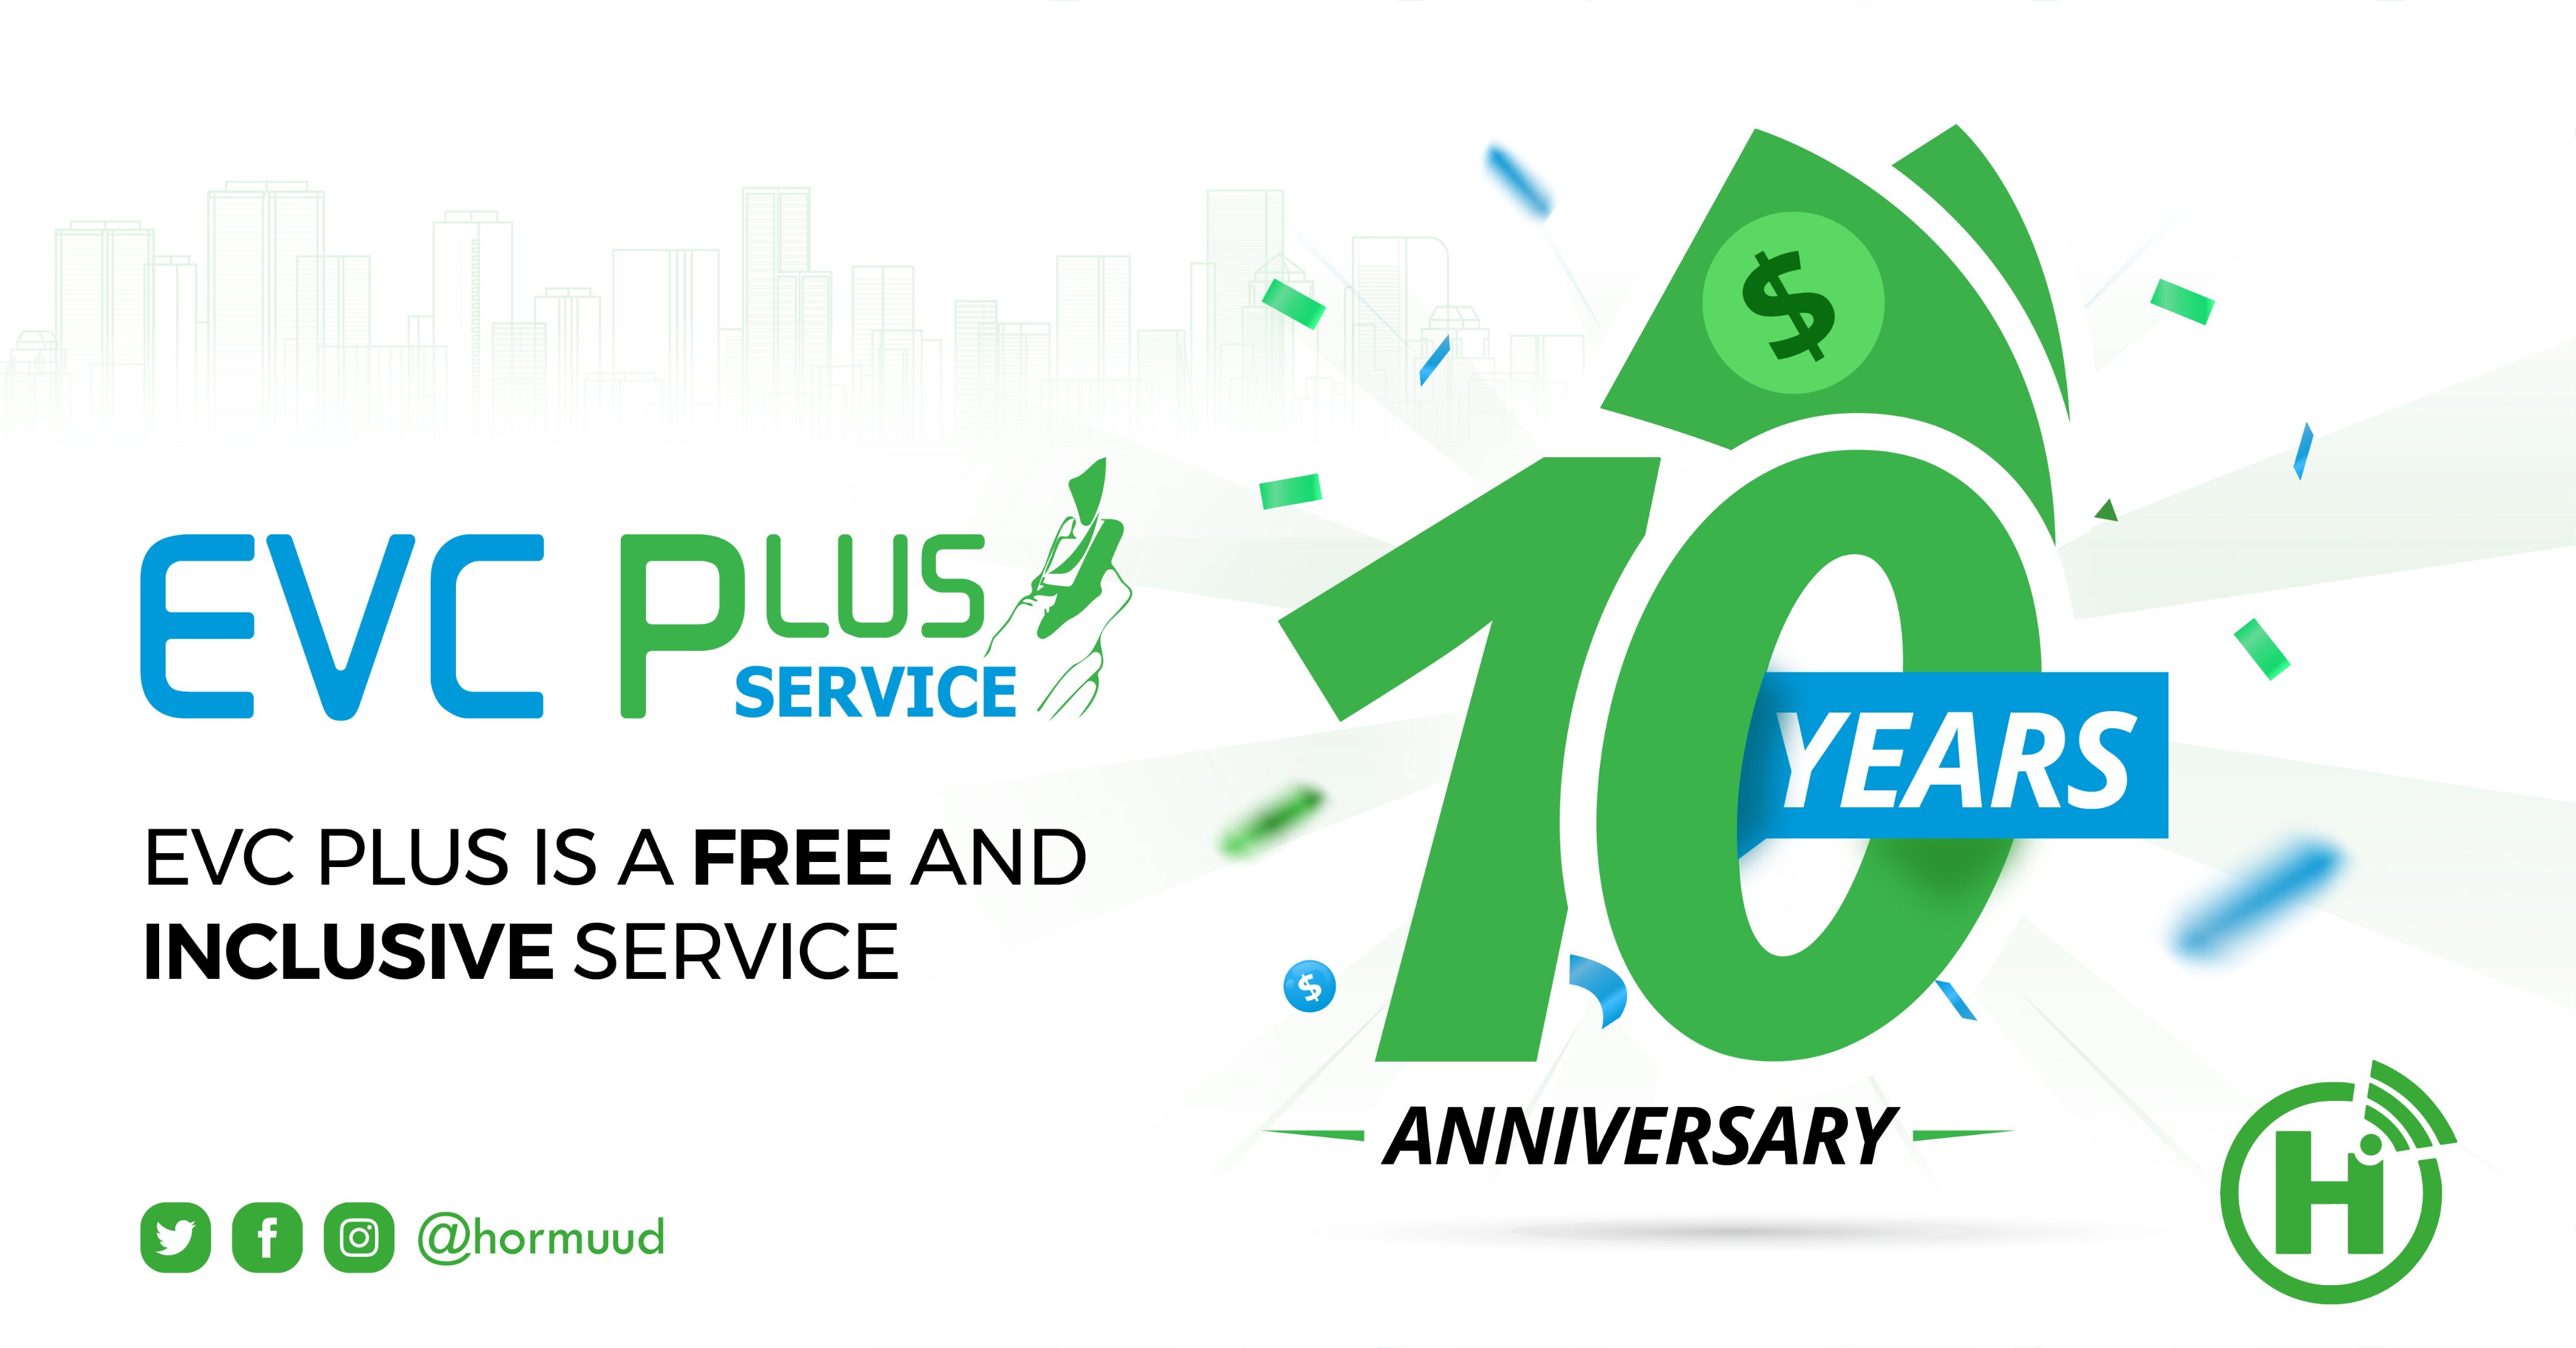 EVC PLUS
SERVICE
EVC PLUS IS A FREE AND
INCLUSIVE SERVICE
@hormuud
$
10
YEARS
$
ANNIVERSARY
H